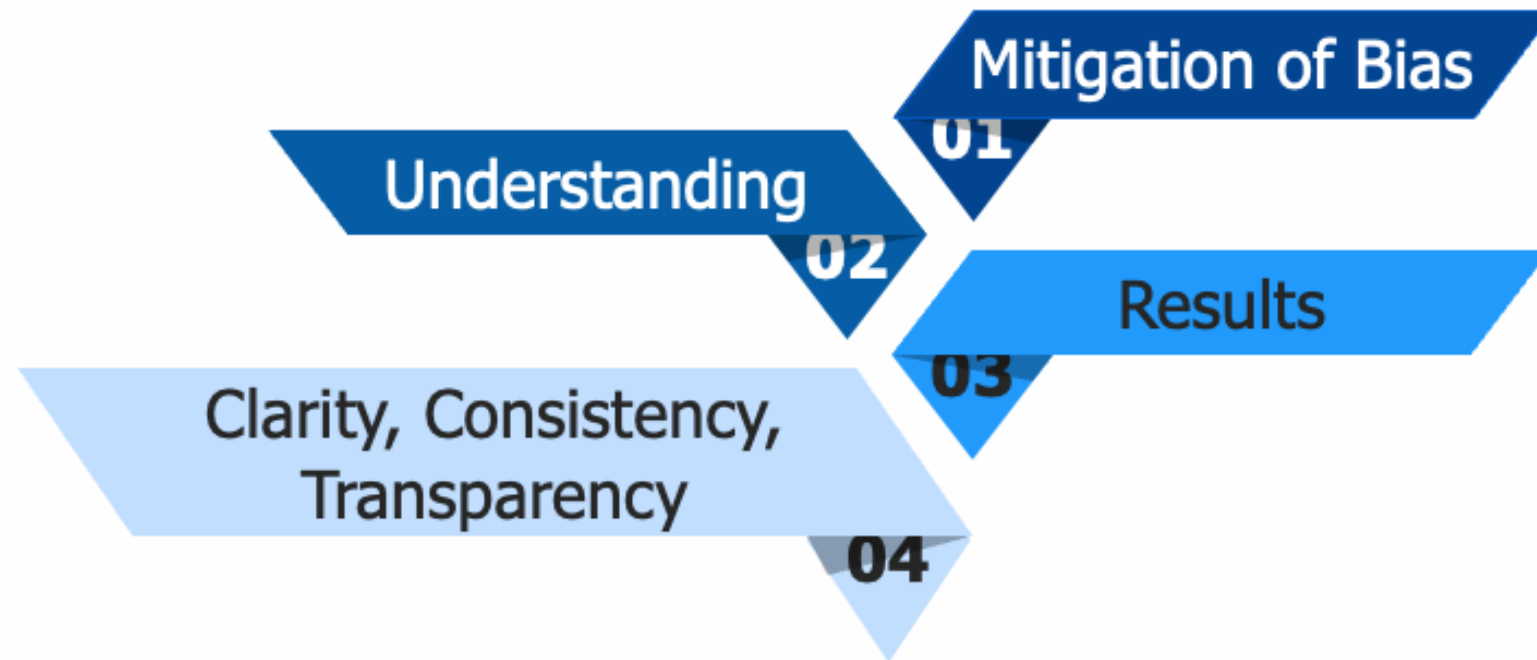 Mitigation of Bias
01
Understanding
02
Results
03
Clarity, Consistency,
Transparency
04